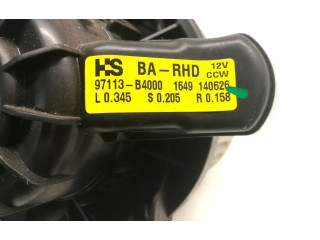 HS BA-RHD 12V CCW
97113-B4000 1649 140626
L 0.345 S 0.205 R 0.158